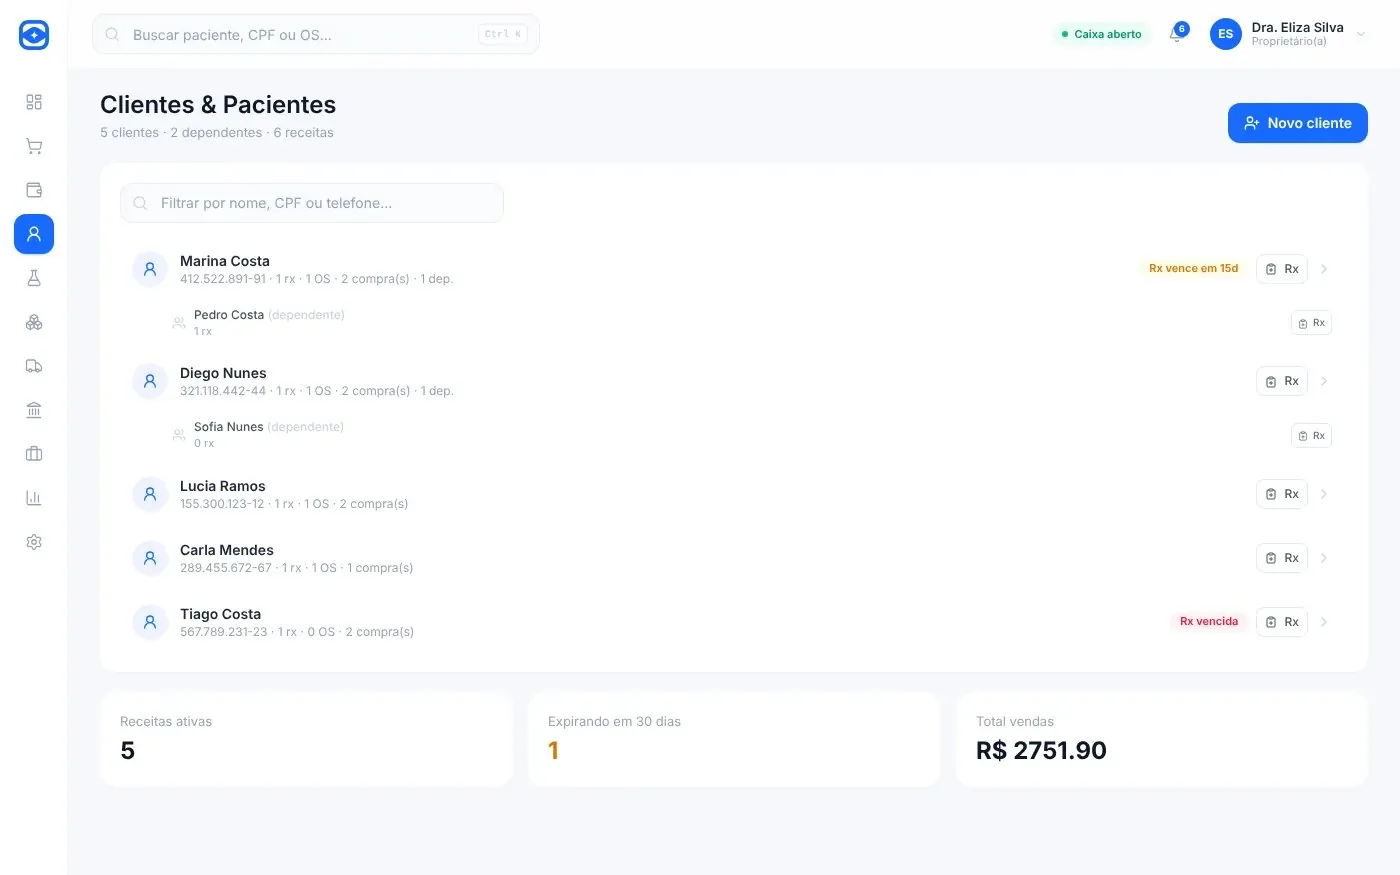 Buscar paciente, CPF ou OS...
Ctrl K
Caixa aberto
6
ES
Dra. Eliza Silva
Proprietário(a)
Clientes & Pacientes
5 clientes · 2 dependentes · 6 receitas
Novo cliente
Filtrar por nome, CPF ou telefone...
Marina Costa
412.522.891-91 · 1 rx · 1 OS · 2 compra(s) · 1 dep.
Rx vence em 15d
Rx
Pedro Costa (dependente)
1 rx
Rx
Diego Nunes
321.118.442-44 · 1 rx · 1 OS · 2 compra(s) · 1 dep.
Rx
Sofia Nunes (dependente)
0 rx
Rx
Lucia Ramos
155.300.123-12 · 1 rx · 1 OS · 2 compra(s)
Rx
Carla Mendes
289.455.672-67 · 1 rx · 1 OS · 1 compra(s)
Rx
Tiago Costa
567.789.231-23 · 1 rx · 0 OS · 2 compra(s)
Rx vencida
Rx
Receitas ativas
5
Expirando em 30 dias
1
Total vendas
R$ 2751.90